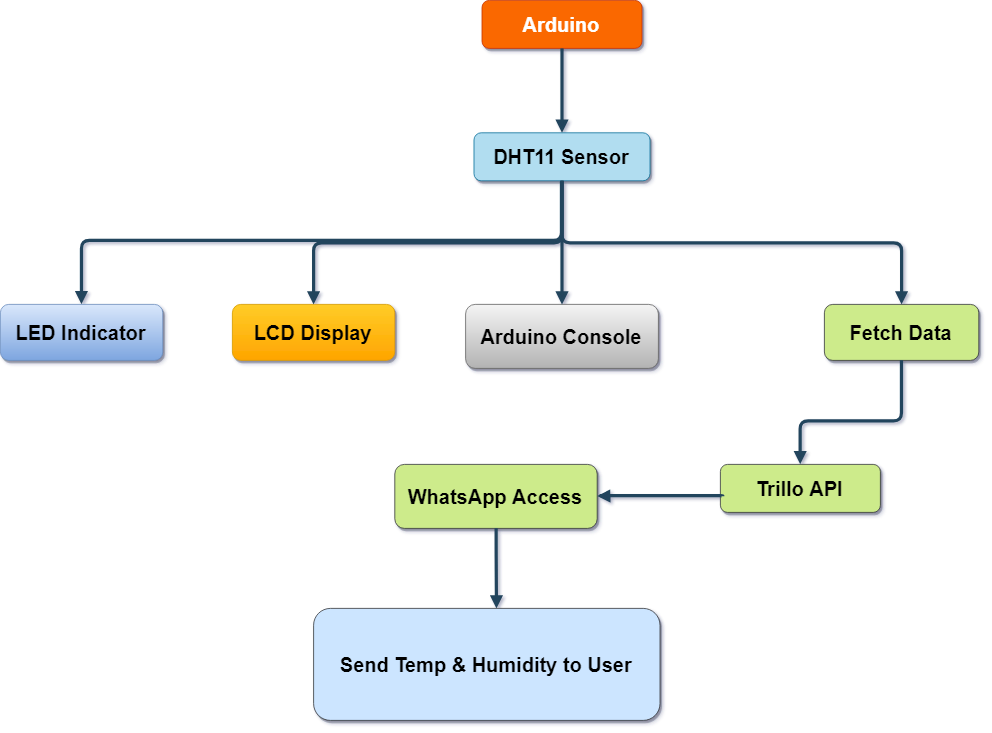 Arduino
DHT11 Sensor
LED Indicator
LCD Display
Arduino Console
Fetch Data
WhatsApp Access
Trillo API
Send Temp & Humidity to User